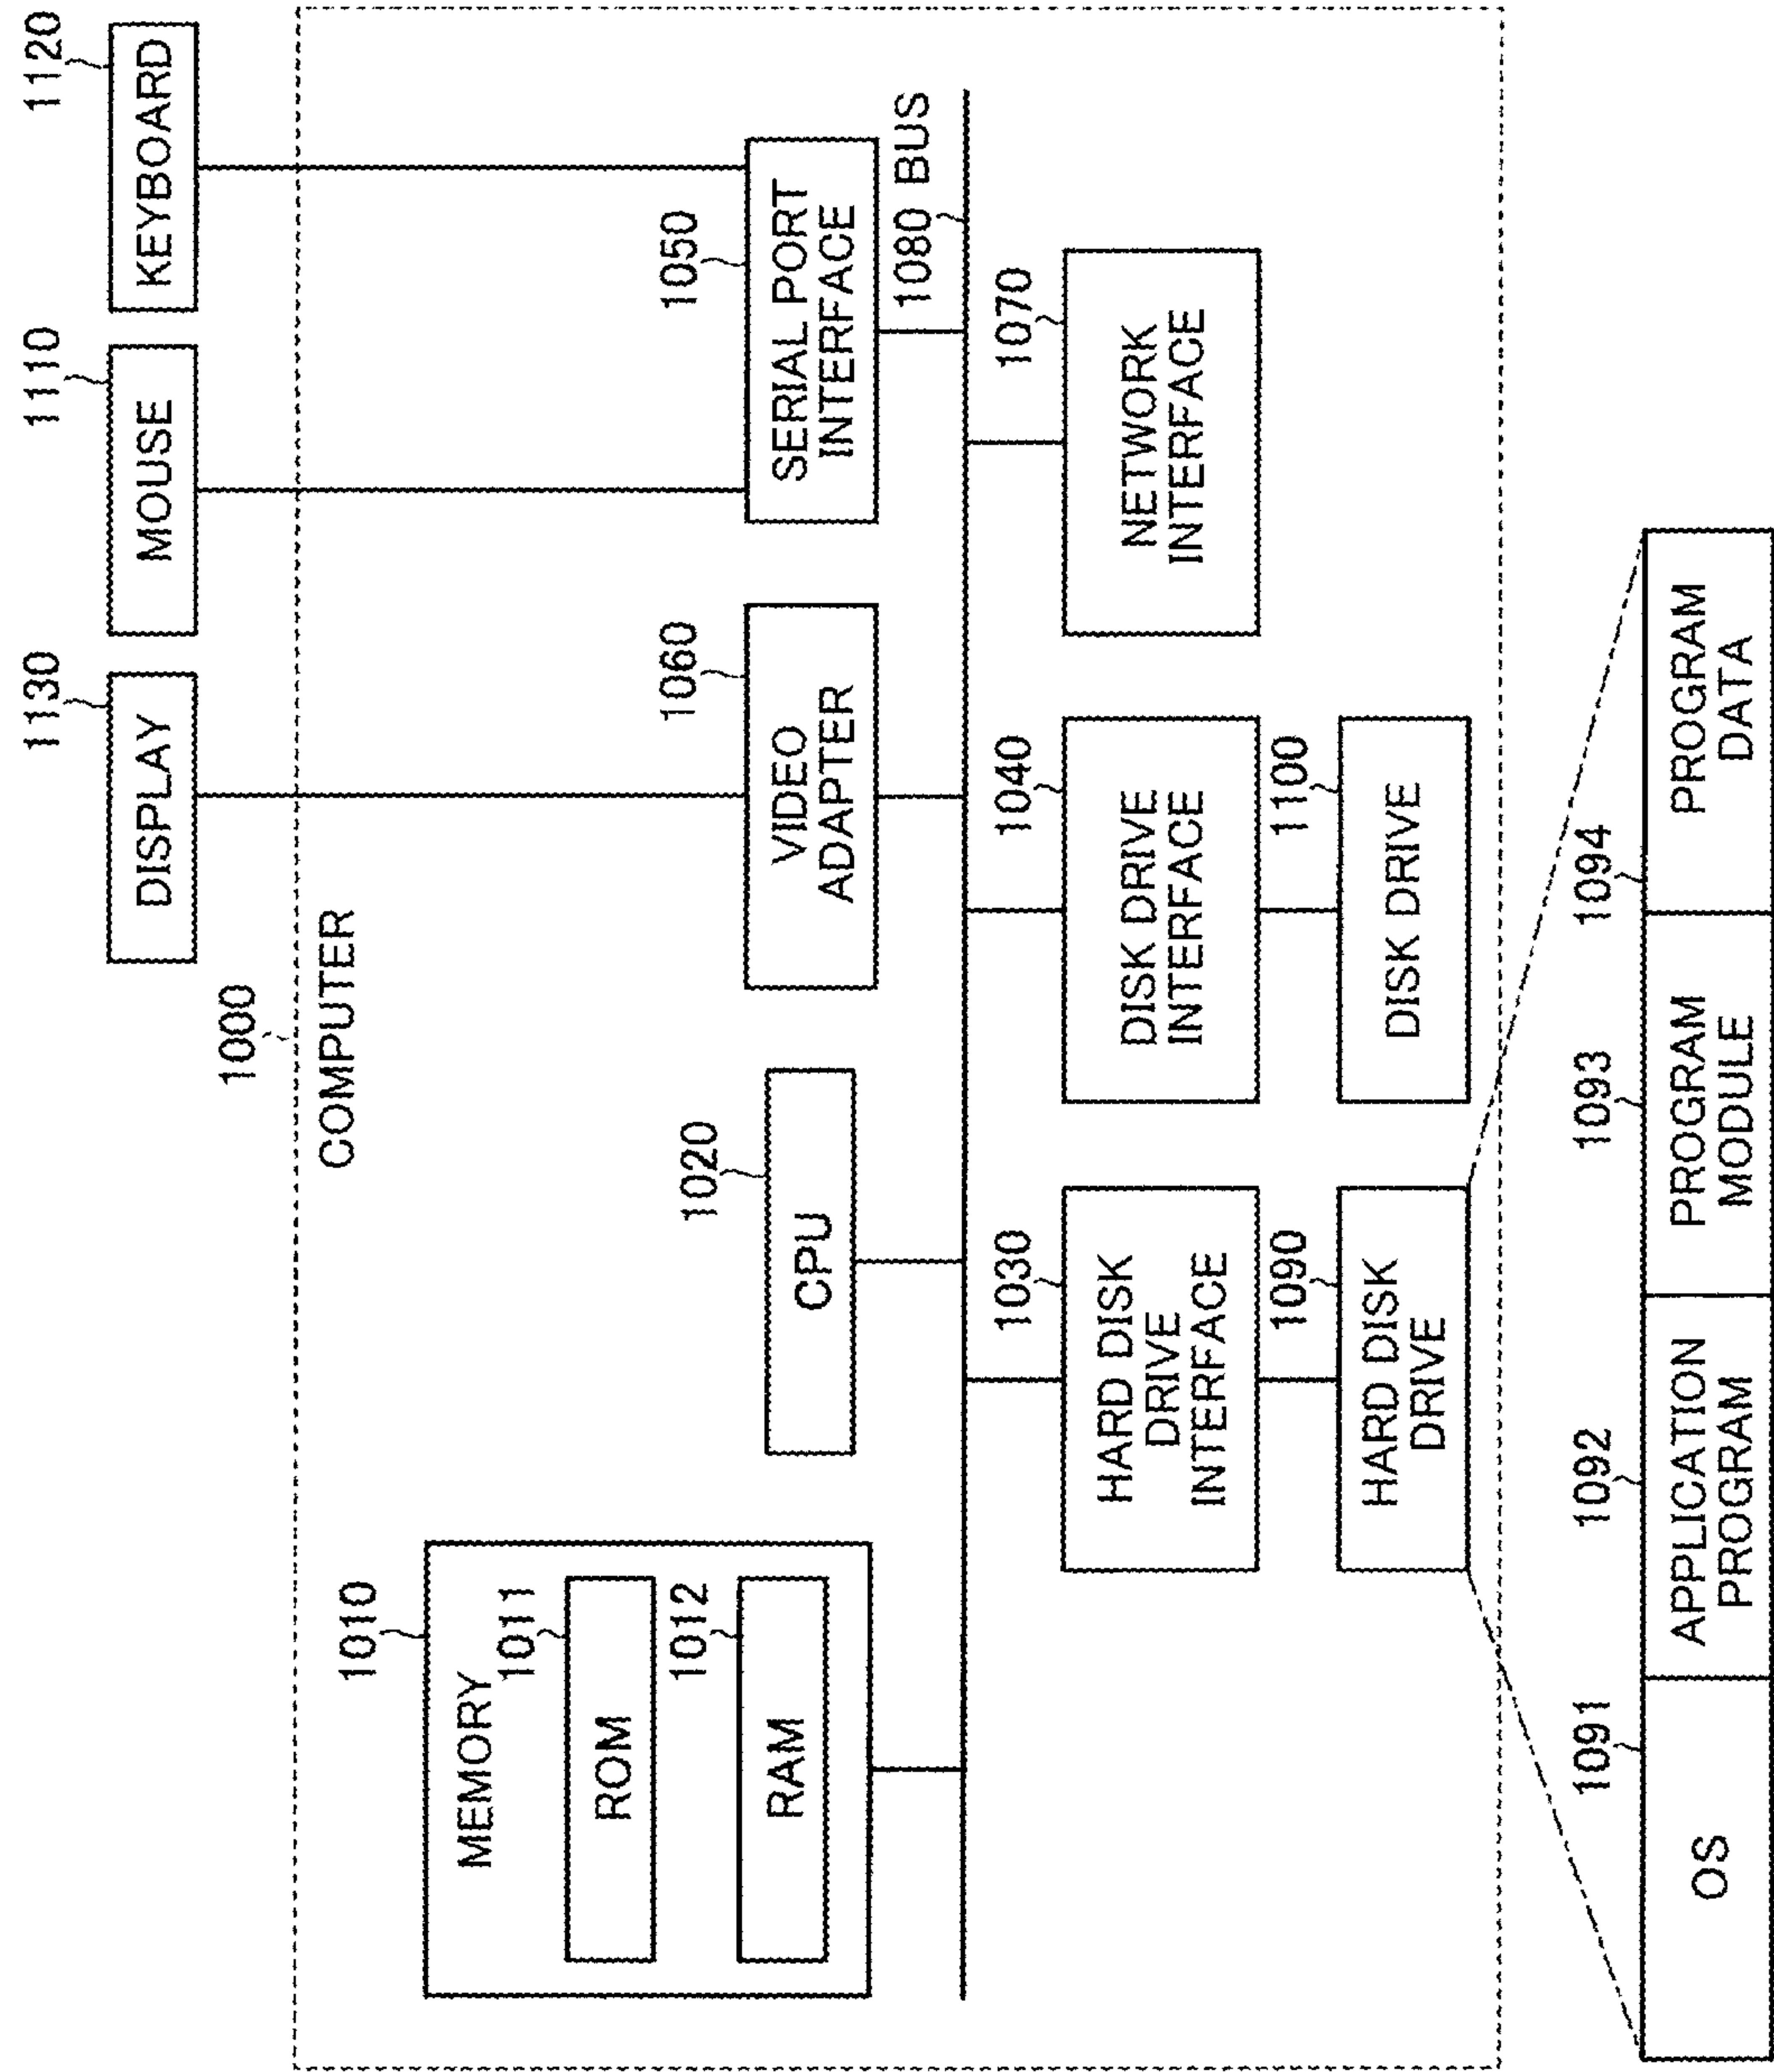 1130
1110
1120
DISPLAY
MOUSE
KEYBOARD
1000
COMPUTER
1010
MEMORY
1011
ROM
1012
RAM
1020
CPU
1060
VIDEO
ADAPTER
1050
SERIAL PORT
INTERFACE
1080 BUS
1030
HARD DISK
DRIVE
INTERFACE
1040
DISK DRIVE
INTERFACE
1070
NETWORK
INTERFACE
1090
HARD DISK
DRIVE
1100
DISK DRIVE
1091
OS
1092
APPLICATION
PROGRAM
1093
PROGRAM
MODULE
1094
PROGRAM
DATA